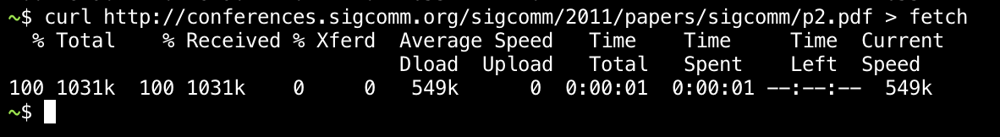 ~$ curl http://conferences.sigcomm.org/sigcomm/2011/papers/sigcomm/p2.pdf > fetch
  % Total    % Received % Xferd  Average Speed   Time    Time     Time  Current
                                 Dload  Upload   Total   Spent    Left  Speed
100 1031k  100 1031k    0     0   549k      0  0:00:01  0:00:01 --:--:--  549k
~$